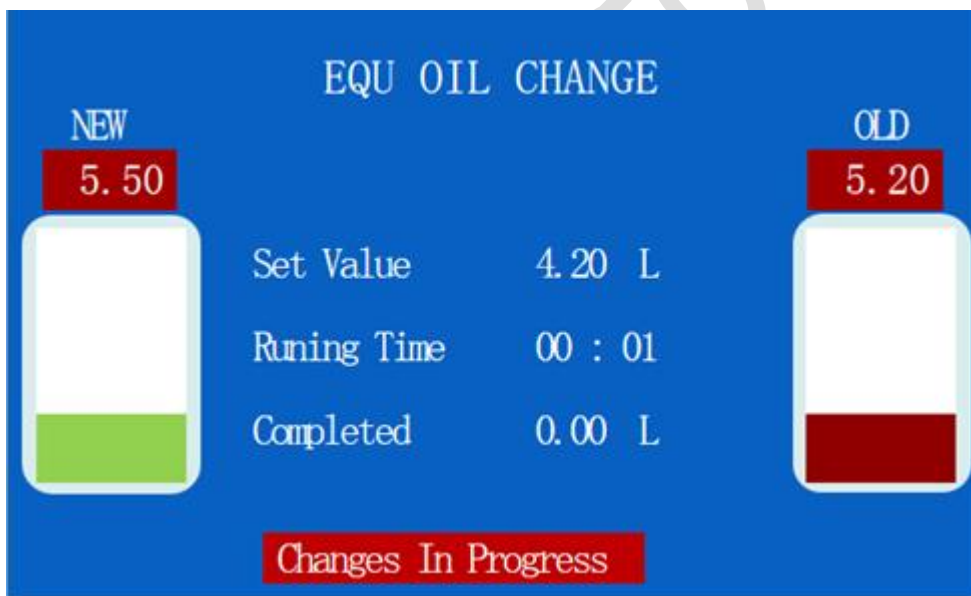 EQU OIL CHANGE
NEW
OLD
5.50
5.20
Set Value 4.20 L
Runing Time 00 : 01
Completed 0.00 L
Changes In Progress